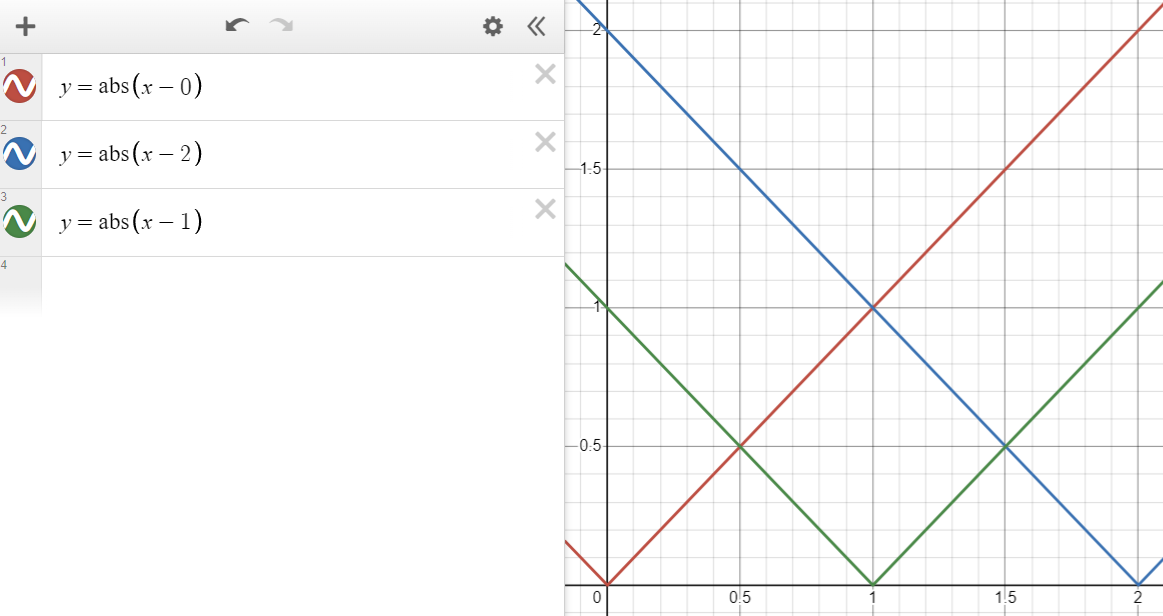 1
y = abs(x − 0)
2
y = abs(x − 2)
3
y = abs(x − 1)
4
2
1.5
1
0.5
0 0.5 1 1.5 2